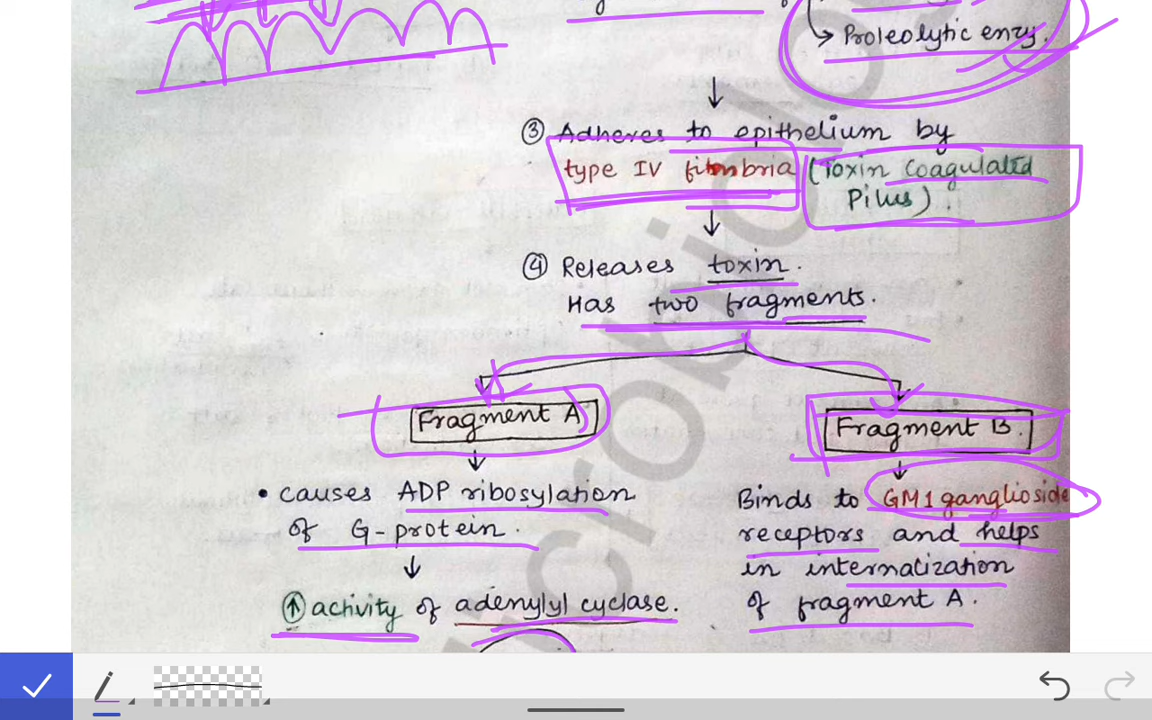 → Proteolytic enzy.
↓
③ Adheres to epithelium by
type IV fimbria (Toxin Coagulated
Pilus).
↓
④ Releases toxin.
Has two fragments.
Fragment A
Fragment B.
• causes ADP ribosylation
of G-protein.
↓
↑ activity of adenylyl cyclase.
Binds to GM1 ganglioside
receptors and helps
in internalization
of fragment A.